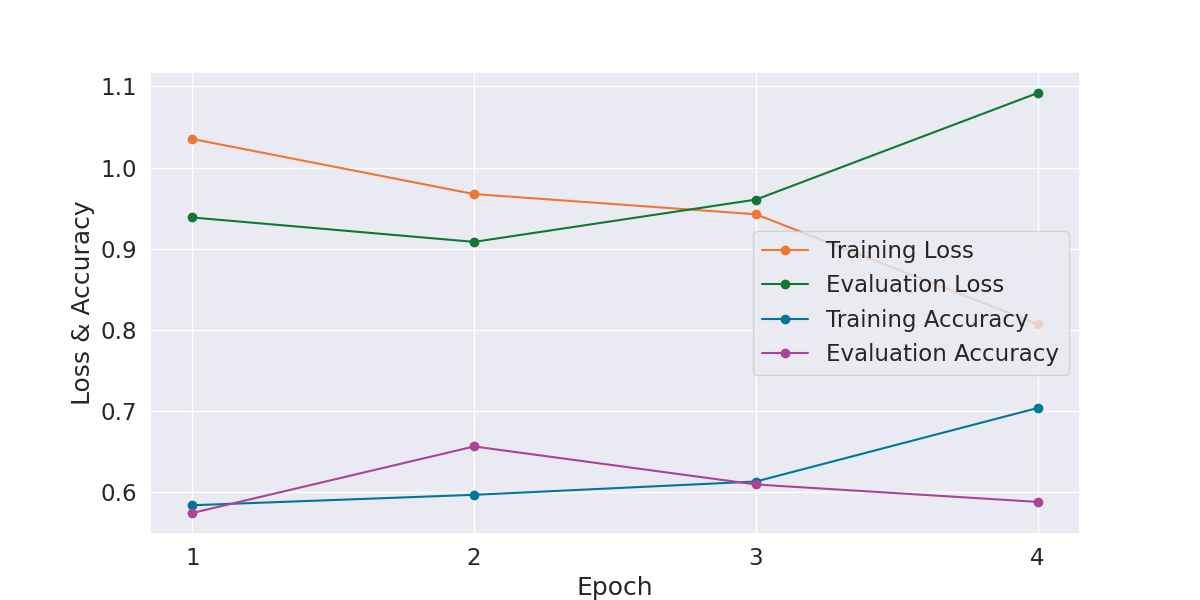 1.1
1.0
0.9
0.8
0.7
0.6
Loss & Accuracy
Training Loss
Evaluation Loss
Training Accuracy
Evaluation Accuracy
1 2 3 4
Epoch